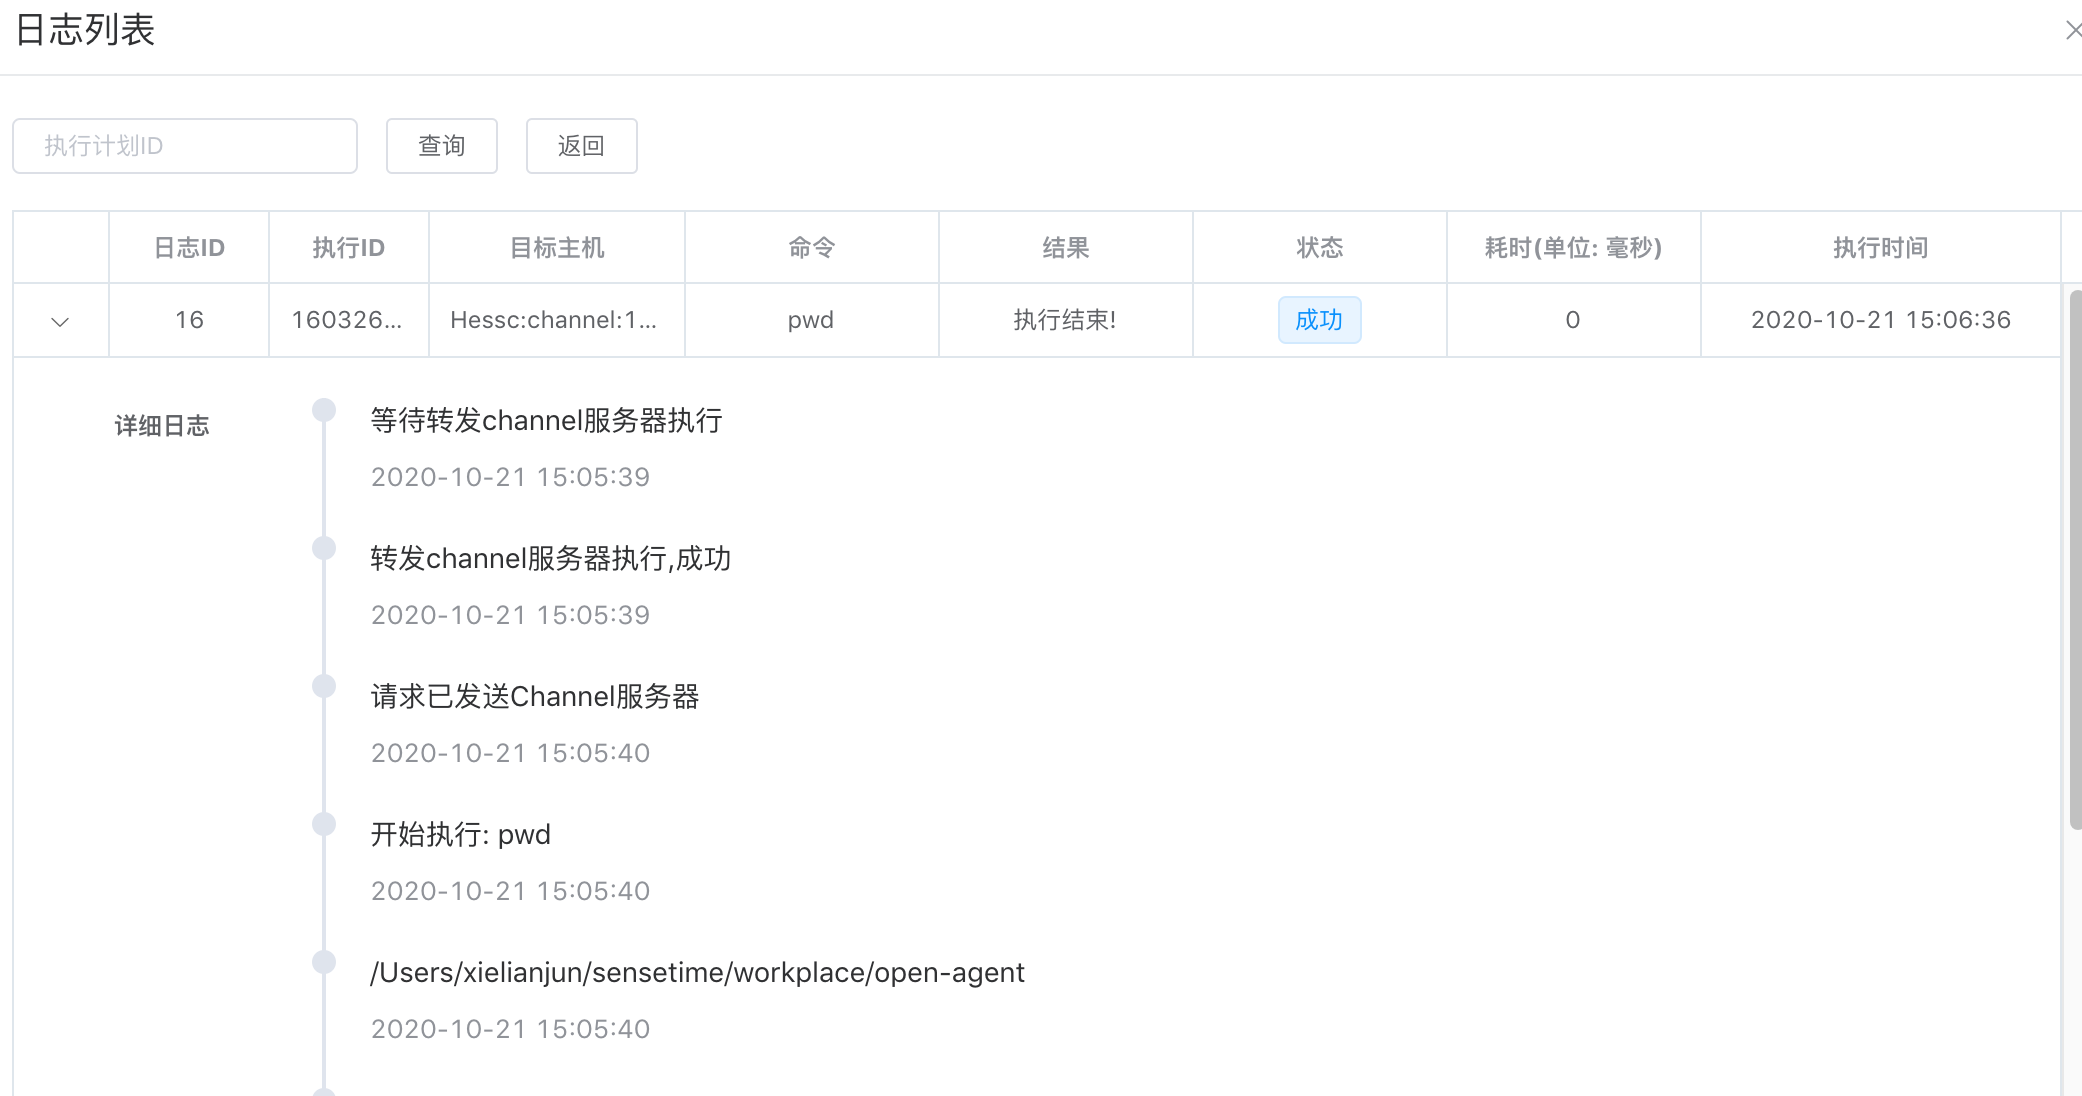 日志列表
执行计划ID 查询 返回
日志ID 执行ID 目标主机 命令 结果 状态 耗时(单位: 毫秒) 执行时间
16 160326... Hessc:channel:1... pwd 执行结束! 成功 0 2020-10-21 15:06:36
详细日志
等待转发channel服务器执行
2020-10-21 15:05:39
转发channel服务器执行,成功
2020-10-21 15:05:39
请求已发送Channel服务器
2020-10-21 15:05:40
开始执行: pwd
2020-10-21 15:05:40
/Users/xielianjun/sensetime/workplace/open-agent
2020-10-21 15:05:40